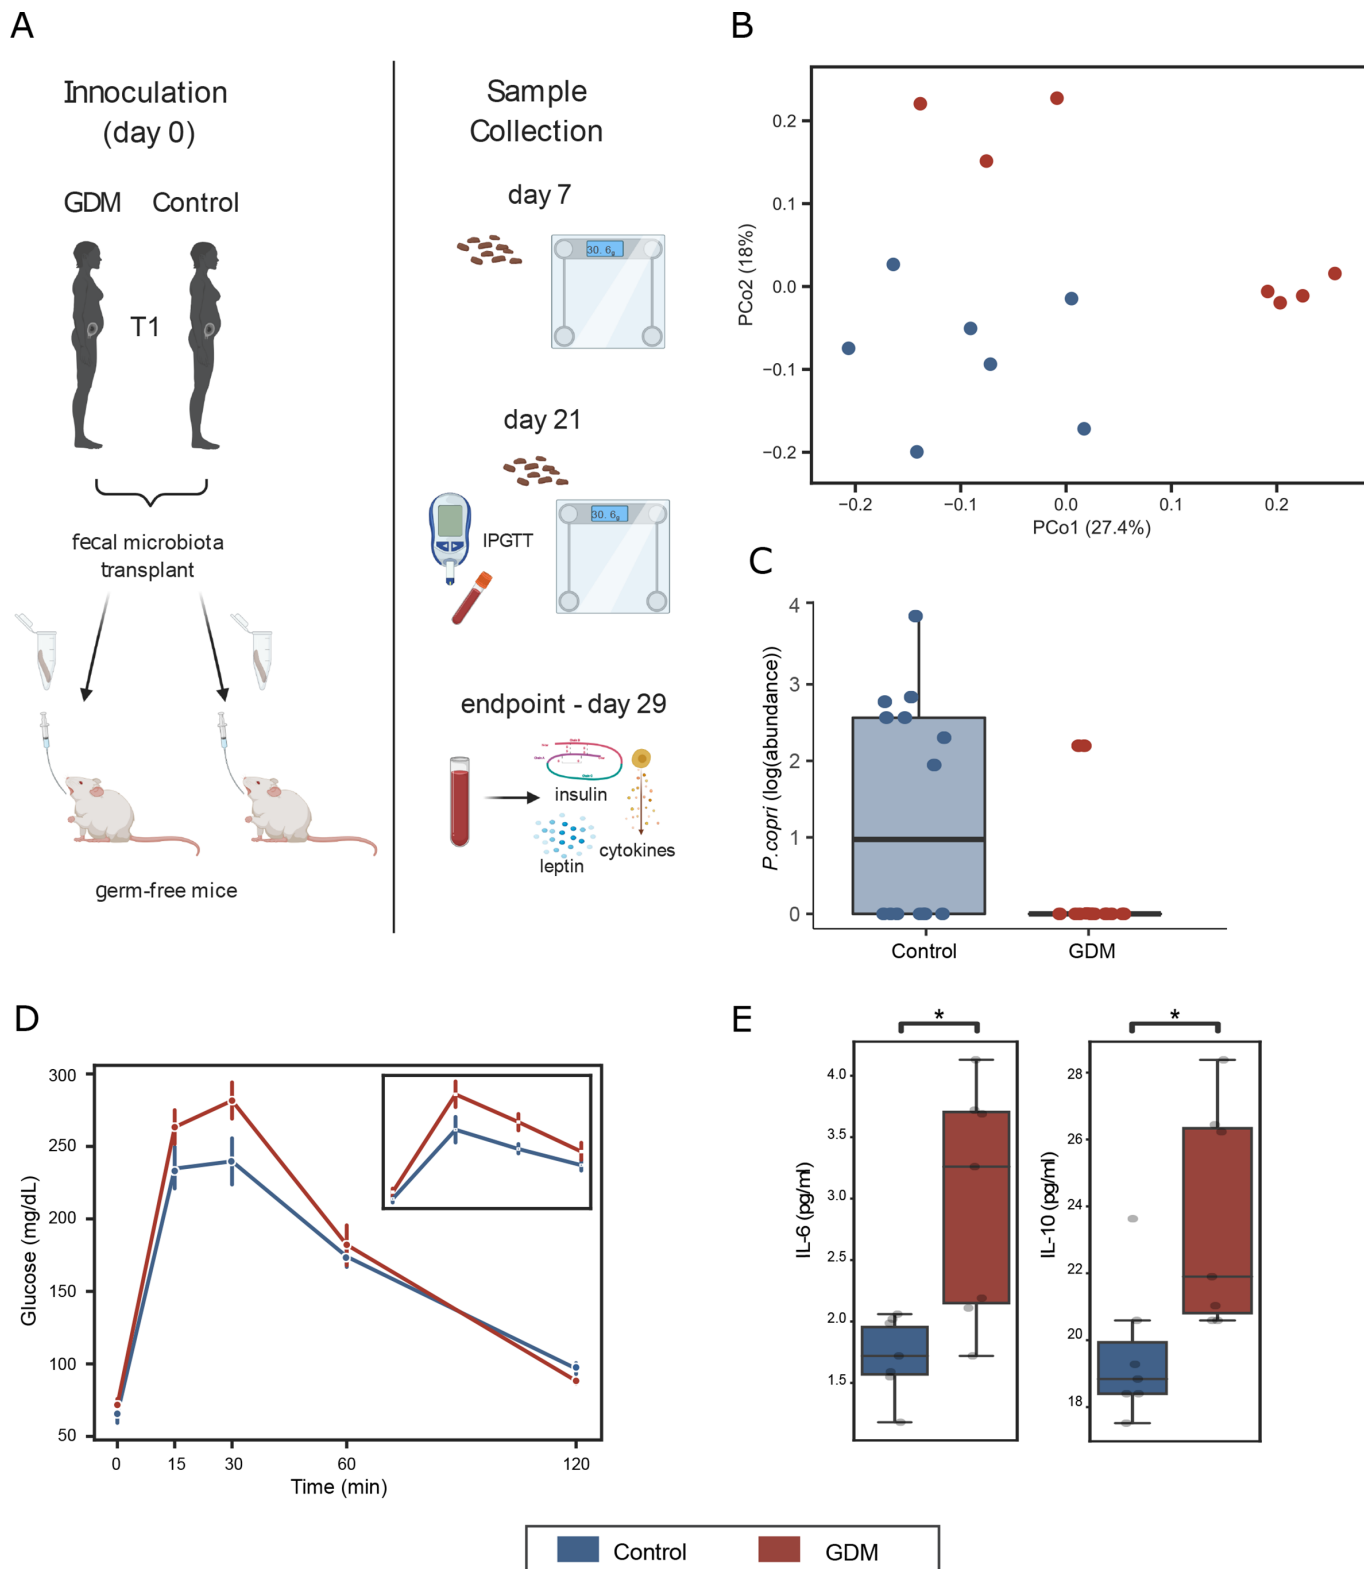 A
Innoculation
(day 0)
GDM
Control
T1
fecal microbiota
transplant
germ-free mice
Sample
Collection
day 7
30. 6g
day 21
IPGTT
30. 6g
endpoint - day 29
insulin
leptin
cytokines
B
PCo2 (18%)
0.2
0.1
0.0
−0.1
−0.2
−0.2
−0.1
0.0
0.1
0.2
PCo1 (27.4%)
C
P.copri (log(abundance))
4
3
2
1
0
Control
GDM
D
Glucose (mg/dL)
300
250
200
150
100
50
0
15
30
60
120
Time (min)
E
*
IL-6 (pg/ml)
4.0
3.5
3.0
2.5
2.0
1.5
*
IL-10 (pg/ml)
28
26
24
22
20
18
Control
GDM